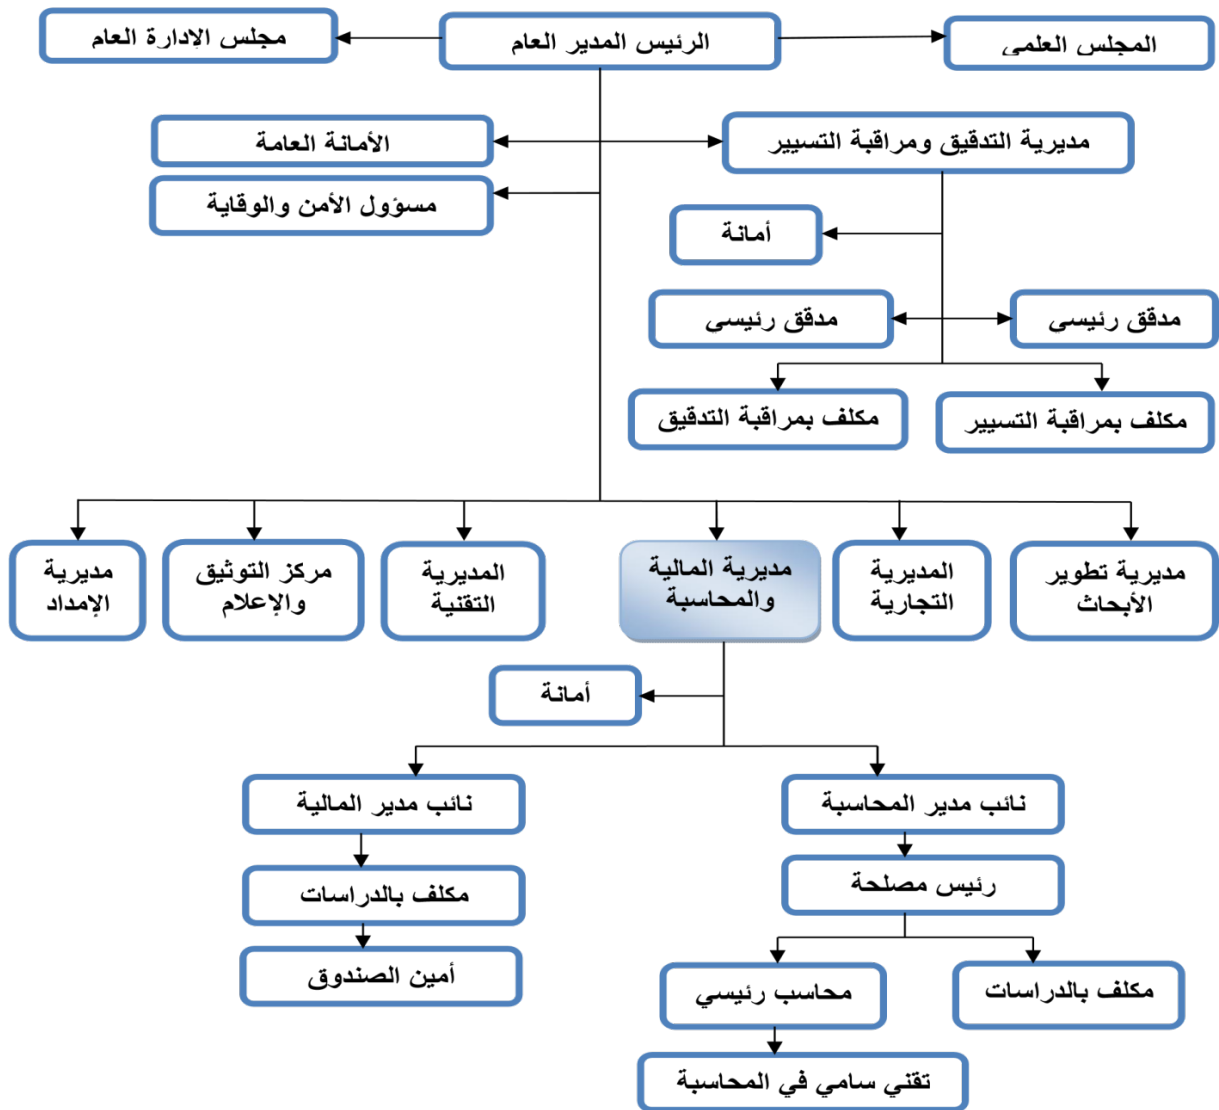 المجلس العلمى
الرئيس المدير العام
مجلس الإدارة العام
مديرية التدقيق ومراقبة التسيير
الأمانة العامة
مسؤول الأمن والوقاية
أمانة
مدقق رئيسى
مدقق رئيسى
مكلف بمراقبة التسيير
مكلف بمراقبة التدقيق
مديرية تطوير
الأبحاث
المديرية
التجارية
مديرية المالية
والمحاسبة
المديرية
التقنية
مركز التوثيق
والإعلام
مديرية
الإمداد
أمانة
نائب مدير المحاسبة
نائب مدير المالية
رئيس مصلحة
مكلف بالدراسات
أمين الصندوق
مكلف بالدراسات
محاسب رئيسي
تقني سامي في المحاسبة